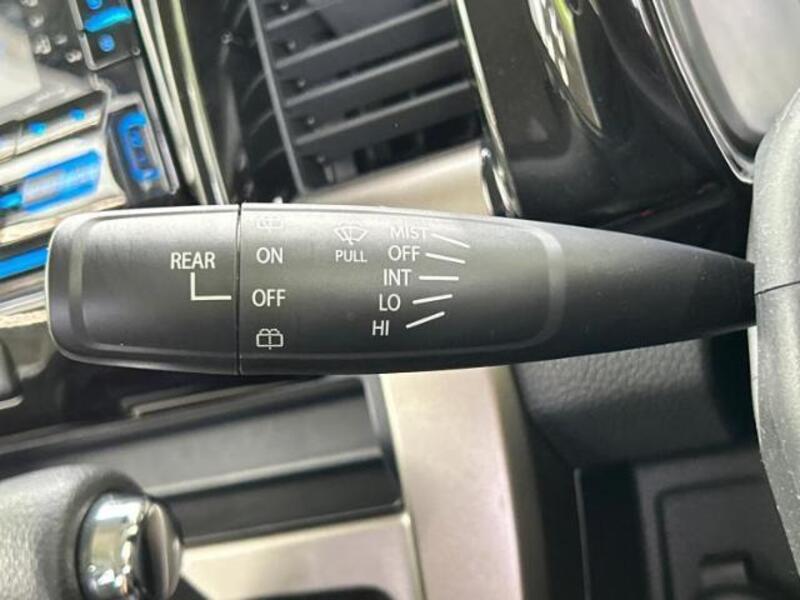 REAR
ON
OFF
PULL
MIST
OFF
INT
LO
HI